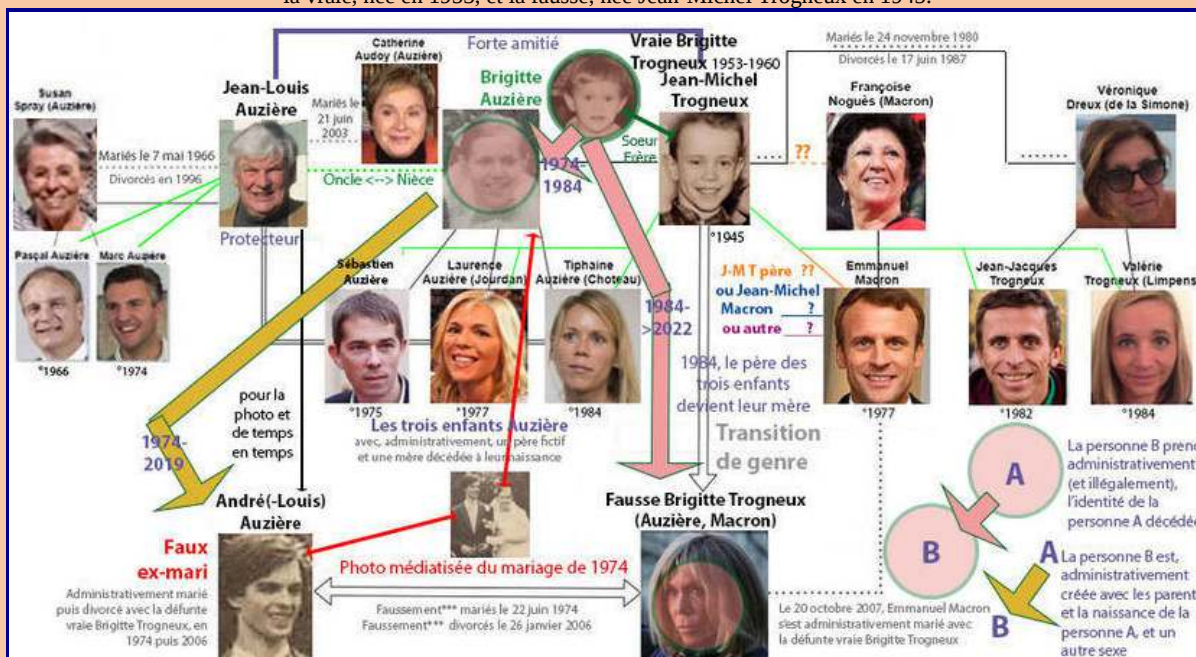 la vraie, née en 1953, et la fausse, née Jean-Michel Trogneux en 1945.
Susan
Spray (Auzière)
Jean-Louis
Auzière
Catherine
Audoy (Auzière)
Mariés le
21 juin
2003
Forte amitié
Brigitte
Auzière
Vraie Brigitte
Trogneux 1953-1960
Jean-Michel
Trogneux
Mariés le 24 novembre 1980
Divorcés le 17 juin 1987
Françoise
Noguès (Macron)
Véronique
Dreux (de la Simone)
Mariés le 7 mai 1966
Divorcés en 1996
Oncle <--> Nièce
1974-
1984
Soeur
Frère
??
°1945
Protecteur
Pascal Auzière
Marc Auzière
°1966
°1974
Sébastien
Auzière
Laurence
Auzière (Jourdan)
Tiphaine
Auzière (Choteau)
°1975
°1977
°1984
1984-
>2022
J-M T père ??
ou Jean-Michel
Macron ?
ou autre ?
Emmanuel
Macron
Jean-Jacques
Trogneux
Valérie
Trogneux (Limpens
°1977
°1982
°1984
1984, le père des
trois enfants
devient leur mère
Transition
de genre
Les trois enfants Auzière
avec, administrativement, un père fictif
et une mère décédée à leur naissance
pour la
photo et
de temps
en temps
1974-
2019
André(-Louis)
Auzière
Faux
ex-mari
Administrativement marié
puis divorcé avec la défunte
vraie Brigitte Trogneux, en
1974 puis 2006
Photo médiatisée du mariage de 1974
Faussement*** mariés le 22 juin 1974
Faussement*** divorcés le 26 janvier 2006
Fausse Brigitte Trogneux
(Auzière, Macron)
Le 20 octobre 2007, Emmanuel Macron
s'est administrativement marié avec
la défunte vraie Brigitte Trogneux
A
B
La personne B prend
administrativement
(et illégalement),
l'identité de la
personne A décédé
A
B
La personne B est,
administrativement
créée avec les parent
et la naissance de la
personne A, et un
autre sexe